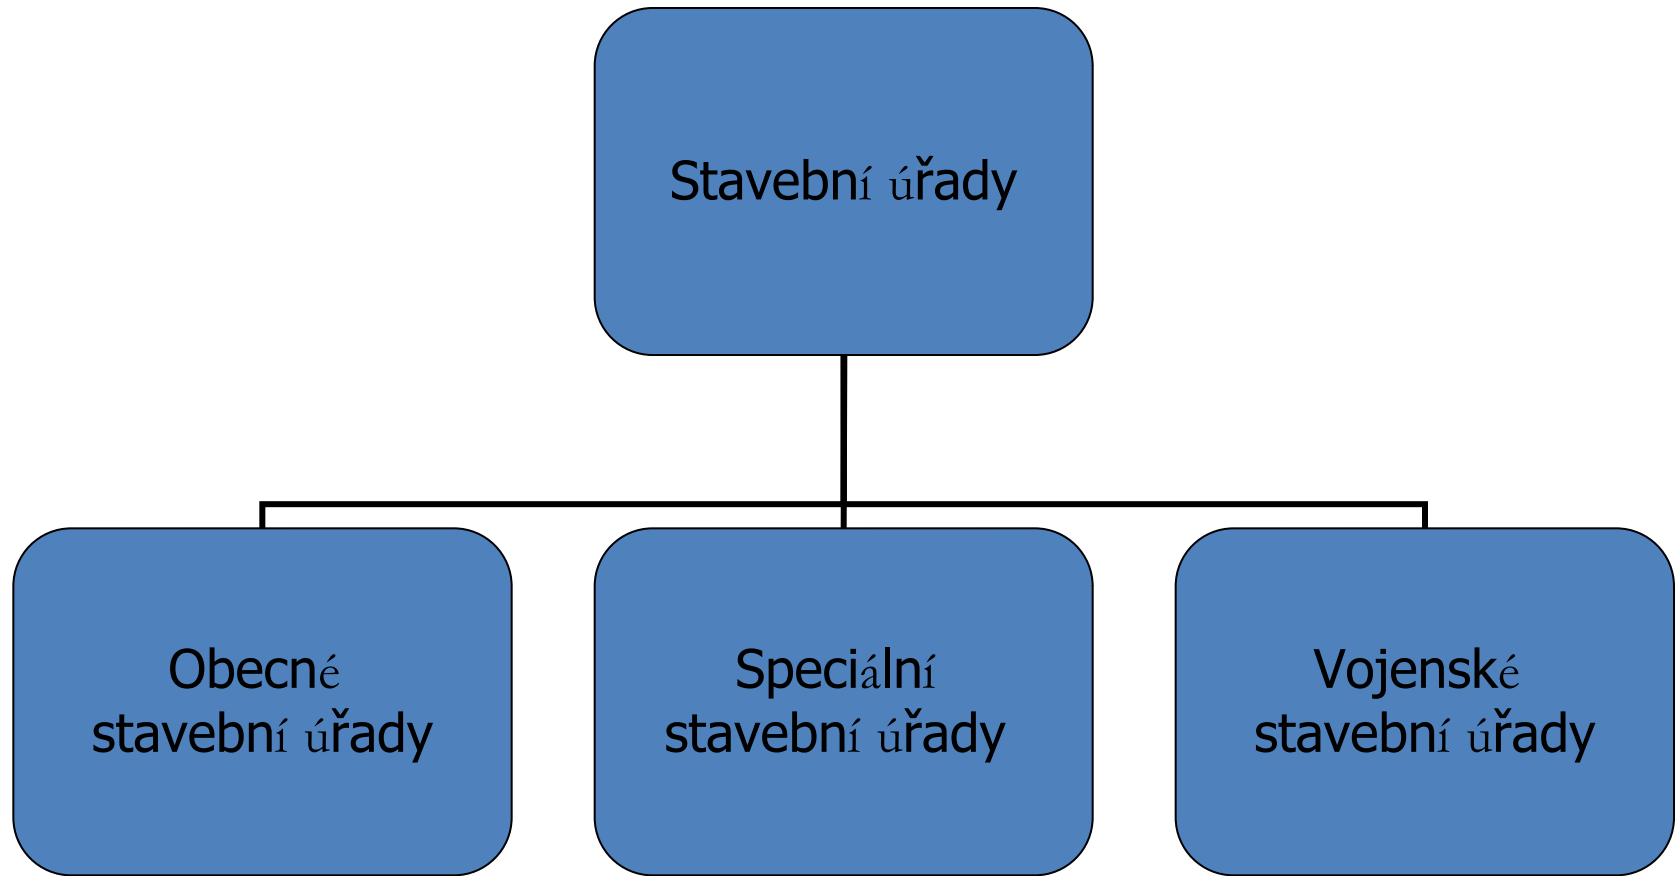 Stavební úřady
Obecné
stavební úřady
Speciální
stavební úřady
Vojenské
stavební úřady